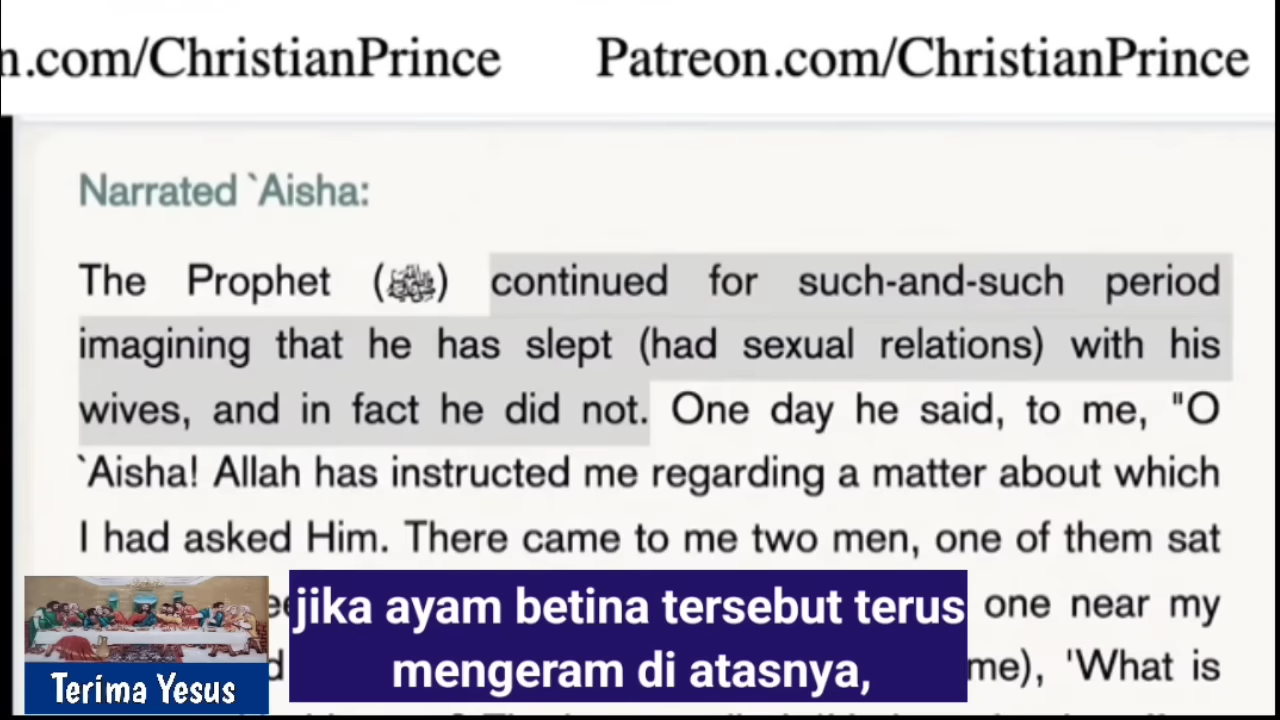 n.com/ChristianPrince Patreon.com/ChristianPrince
Narrated `Aisha:
The Prophet (ﷺ) continued for such-and-such period
imagining that he has slept (had sexual relations) with his
wives, and in fact he did not. One day he said, to me, "O
`Aisha! Allah has instructed me regarding a matter about which
I had asked Him. There came to me two men, one of them sat
one near my
me), 'What is
jika ayam betina tersebut terus
mengeram di atasnya,
Terima Yesus